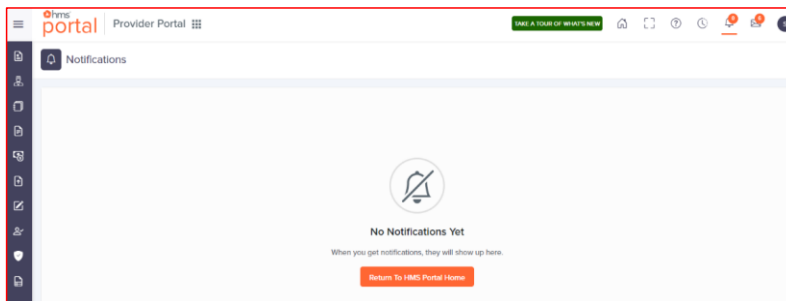 hms
portal
Provider Portal
TAKE A TOUR OF WHAT'S NEW
Notifications
No Notifications Yet
When you get notifications, they will show up here.
Return To HMS Portal Home